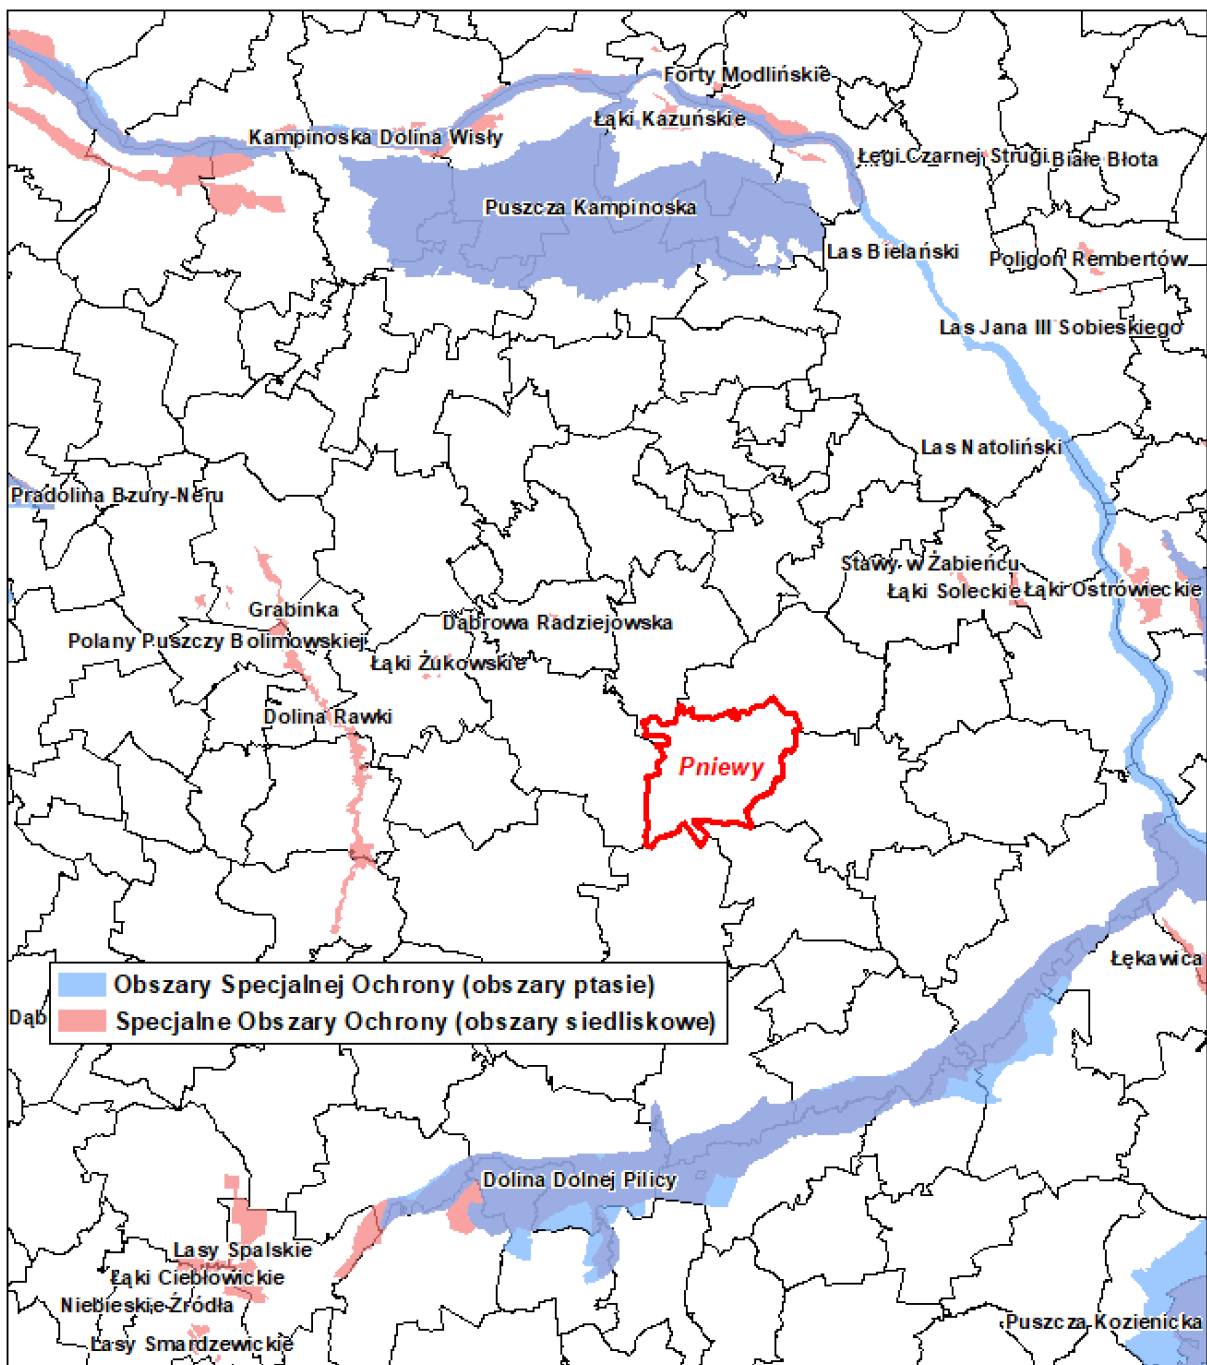 Forty Modlińskie
Łąki Kazuńskie
Kampinoska Dolina Wisły
Łęgi Czarnej Strugi
Białe Błota
Puszcza Kampinoska
Las Bielański
Poligon Rembertów
Las Jana III Sobieskiego
Las Natoliński
Pradolina Bzury-Neru
Stawy w Żabieńcu
Łąki Soleckie
Łąki Ostrówieckie
Grabinka
Dąbrowa Radziejowska
Polany Puszczy Bolimowskiej
Łąki Żukowskie
Dolina Rawki
Pniewy
Łękawica
Obszary Specjalnej Ochrony (obszary ptasie)
Dąb
Specjalne Obszary Ochrony (obszary siedliskowe)
Dolina Dolnej Pilicy
Lasy Spalskie
Łąki Ciebłowickie
Niebieskie Źródła
Puszcza Kozienicka
Lasy Smardzewickie